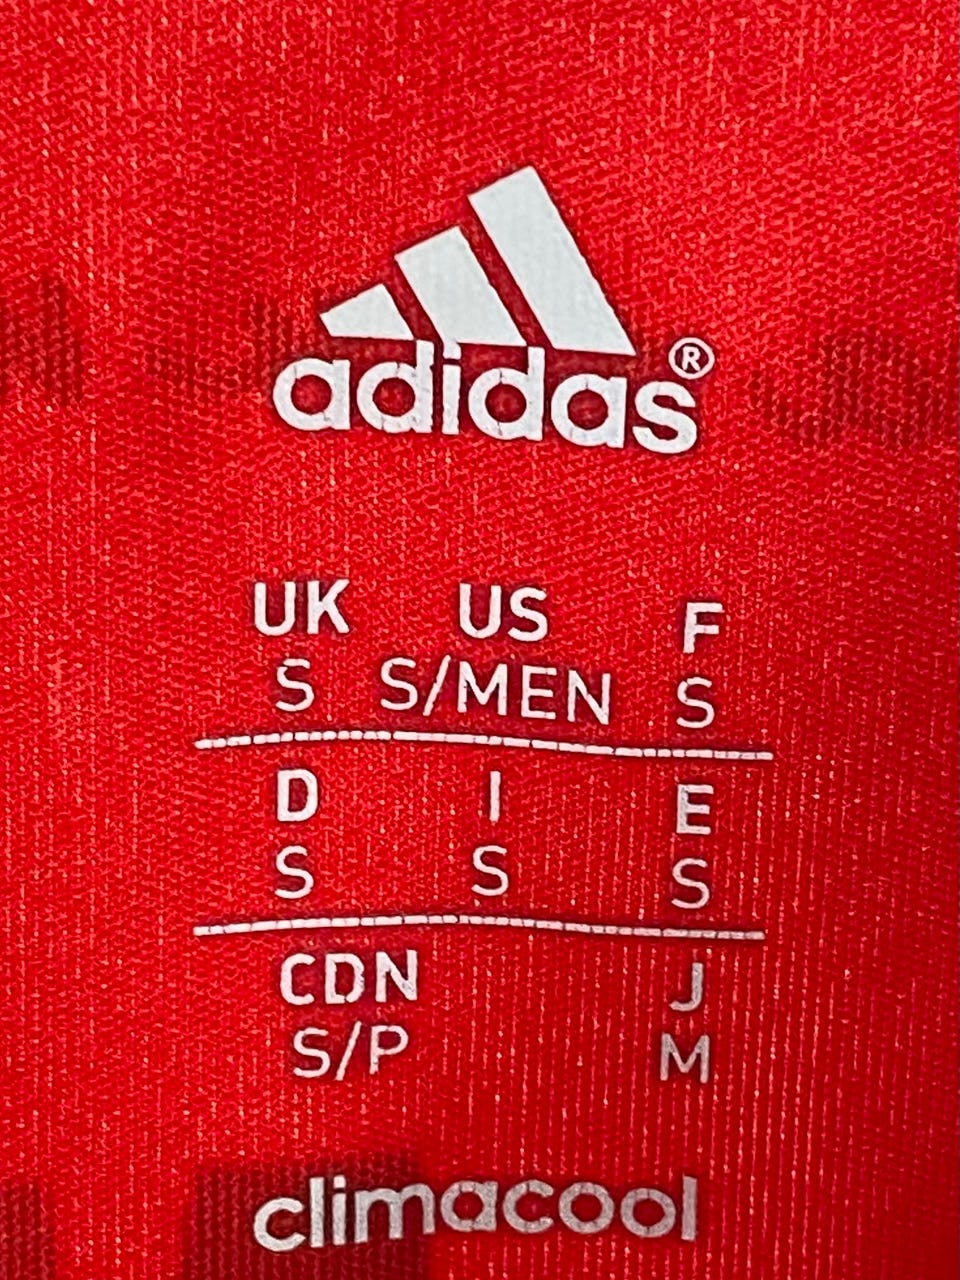 adidas®
UK US F
S S/MEN S
D I E
S S S
CDN J
S/P M
climacool